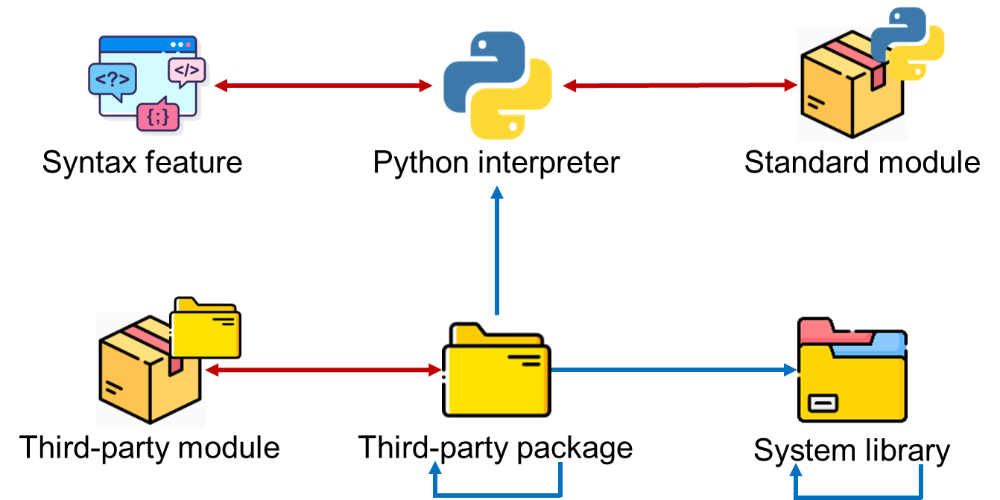 <?>
</>
{;}
Syntax feature
Python interpreter
Standard module
Third-party module
Third-party package
System library